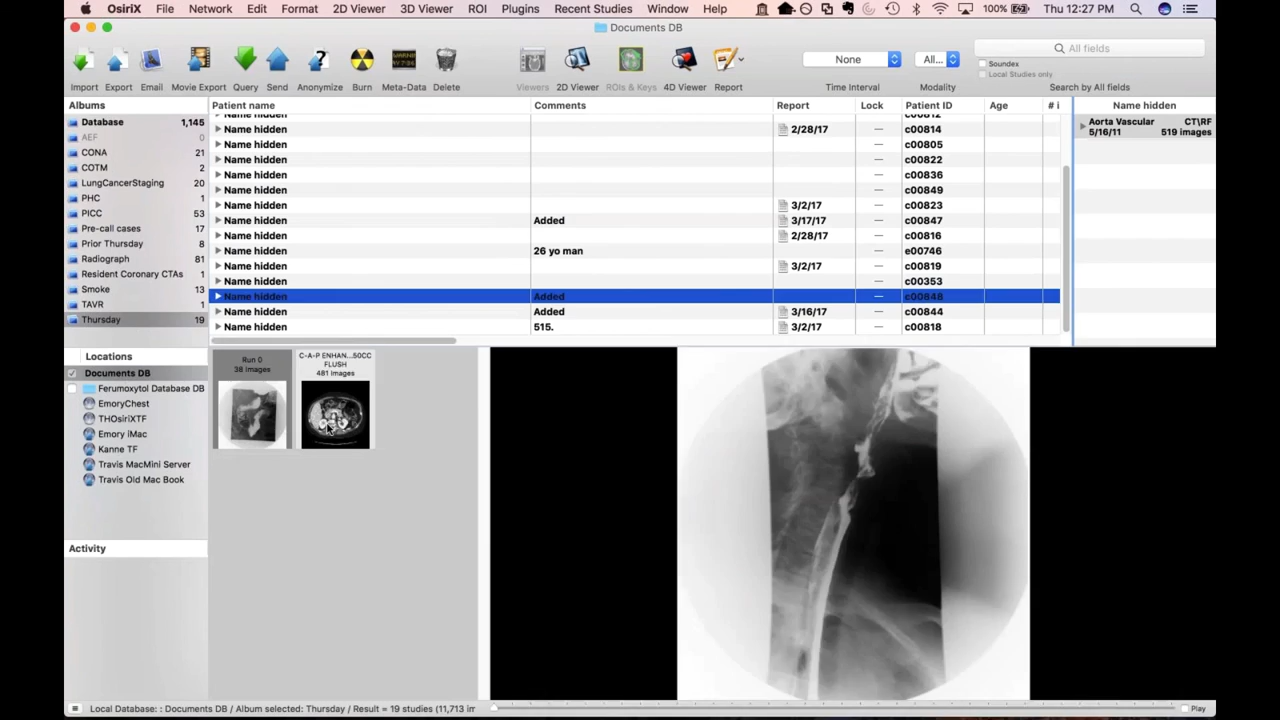 OsiriX File Network Edit Format 2D Viewer 3D Viewer ROI Plugins Recent Studies Window Help 100% Thu 12:27 PM
Documents DB
None All... All fields
Soundex
Local Studies only
Import Export Email Movie Export Query Send Anonymize Burn Meta-Data Delete Viewers 2D Viewer ROIs & Keys 4D Viewer Report Time Interval Modality Search by All fields
Albums
Database 1,145
AEF 0
CONA 21
COTM 2
LungCancerStaging 20
PHC 1
PICC 53
Pre-call cases 17
Prior Thursday 8
Radiograph 81
Resident Coronary CTAs 1
Smoke 13
TAVR 1
Thursday 19
Patient name Comments Report Lock Patient ID Age # i
Name hidden c00812
Name hidden 2/28/17 — c00814
Name hidden — c00805
Name hidden — c00822
Name hidden — c00836
Name hidden — c00849
Name hidden 3/2/17 — c00823
Name hidden Added 3/17/17 — c00847
Name hidden 2/28/17 — c00816
Name hidden 26 yo man — e00746
Name hidden 3/2/17 — c00819
Name hidden — c00353
Name hidden Added — c00848
Name hidden Added 3/16/17 — c00844
Name hidden 515. 3/2/17 — c00818
Name hidden
Aorta Vascular CT\RF
5/16/11 519 images
Locations
Documents DB
Ferumoxytol Database DB
EmoryChest
THOsiriXTF
Emory iMac
Kanne TF
Travis MacMini Server
Travis Old Mac Book
Activity
Run 0
38 Images
C-A-P ENHAN...50CC
FLUSH
481 Images
Local Database: : Documents DB / Album selected: Thursday / Result = 19 studies (11,713 im
Play